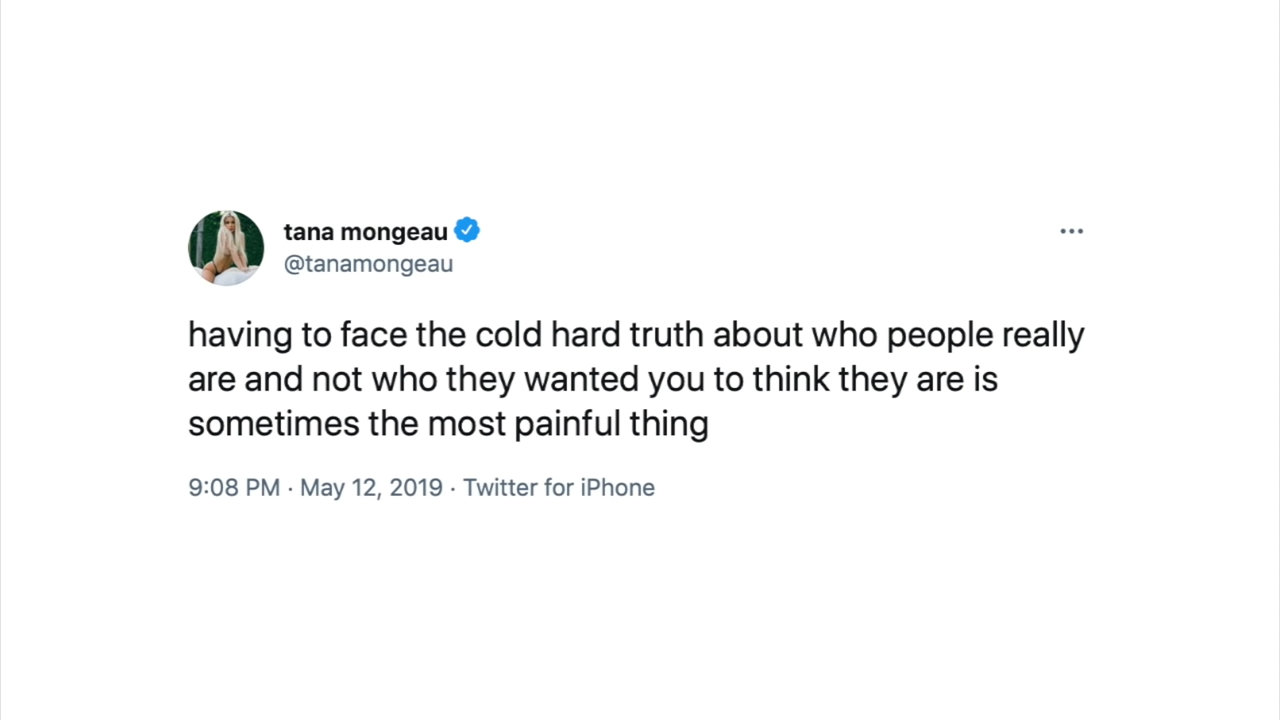 tana mongeau
@tanamongeau
having to face the cold hard truth about who people really
are and not who they wanted you to think they are is
sometimes the most painful thing
9:08 PM · May 12, 2019 · Twitter for iPhone